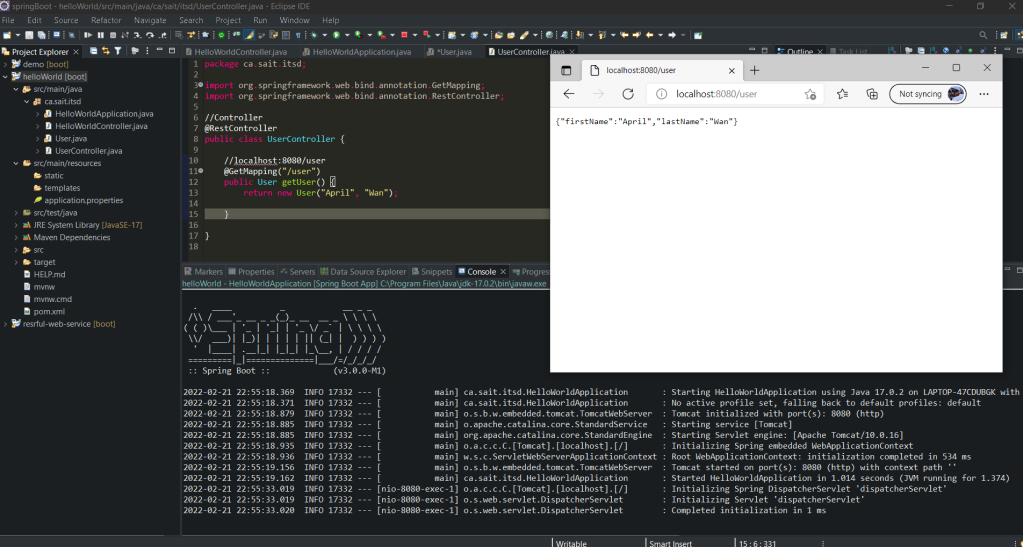 springBoot - helloWorld/src/main/java/ca/sait/itsd/UserController.java - Eclipse IDE
File Edit Source Refactor Navigate Search Project Run Window Help
Project Explorer
demo [boot]
helloWorld [boot]
src/main/java
ca.sait.itsd
HelloWorldApplication.java
HelloWorldController.java
User.java
UserController.java
src/main/resources
static
templates
application.properties
src/test/java
JRE System Library [JavaSE-17]
Maven Dependencies
src
target
HELP.md
mvnw
mvnw.cmd
pom.xml
resrful-web-service [boot]
HelloWorldController.java HelloWorldApplication.java *User.java UserController.java
Outline Task List
1 package ca.sait.itsd;
2
3 import org.springframework.web.bind.annotation.GetMapping;
4 import org.springframework.web.bind.annotation.RestController;
5
6 //Controller
7 @RestController
8 public class UserController {
9
10 //localhost:8080/user
11 @GetMapping("/user")
12 public User getUser() {
13 return new User("April", "Wan");
14
15 }
16
17 }
18
localhost:8080/user
localhost:8080/user
Not syncing
{"firstName":"April","lastName":"Wan"}
Markers Properties Servers Data Source Explorer Snippets Console Progress
helloWorld - HelloWorldApplication [Spring Boot App] C:\Program Files\Java\jdk-17.0.2\bin\javaw.exe
:: Spring Boot :: (v3.0.0-M1)
2022-02-21 22:55:18.369 INFO 17332 --- [ main] ca.sait.itsd.HelloWorldApplication : Starting HelloWorldApplication using Java 17.0.2 on LAPTOP-47CDUBGK with
2022-02-21 22:55:18.371 INFO 17332 --- [ main] ca.sait.itsd.HelloWorldApplication : No active profile set, falling back to default profiles: default
2022-02-21 22:55:18.879 INFO 17332 --- [ main] o.s.b.w.embedded.tomcat.TomcatWebServer : Tomcat initialized with port(s): 8080 (http)
2022-02-21 22:55:18.885 INFO 17332 --- [ main] o.apache.catalina.core.StandardService : Starting service [Tomcat]
2022-02-21 22:55:18.885 INFO 17332 --- [ main] org.apache.catalina.core.StandardEngine : Starting Servlet engine: [Apache Tomcat/10.0.16]
2022-02-21 22:55:18.935 INFO 17332 --- [ main] o.a.c.c.C.[Tomcat].[localhost].[/] : Initializing Spring embedded WebApplicationContext
2022-02-21 22:55:18.936 INFO 17332 --- [ main] w.s.c.ServletWebServerApplicationContext : Root WebApplicationContext: initialization completed in 534 ms
2022-02-21 22:55:19.156 INFO 17332 --- [ main] o.s.b.w.embedded.tomcat.TomcatWebServer : Tomcat started on port(s): 8080 (http) with context path ''
2022-02-21 22:55:19.162 INFO 17332 --- [ main] ca.sait.itsd.HelloWorldApplication : Started HelloWorldApplication in 1.014 seconds (JVM running for 1.374)
2022-02-21 22:55:33.019 INFO 17332 --- [nio-8080-exec-1] o.a.c.c.C.[Tomcat].[localhost].[/] : Initializing Spring DispatcherServlet 'dispatcherServlet'
2022-02-21 22:55:33.019 INFO 17332 --- [nio-8080-exec-1] o.s.web.servlet.DispatcherServlet : Initializing Servlet 'dispatcherServlet'
2022-02-21 22:55:33.020 INFO 17332 --- [nio-8080-exec-1] o.s.web.servlet.DispatcherServlet : Completed initialization in 1 ms
Writable Smart Insert 15 : 6 : 331